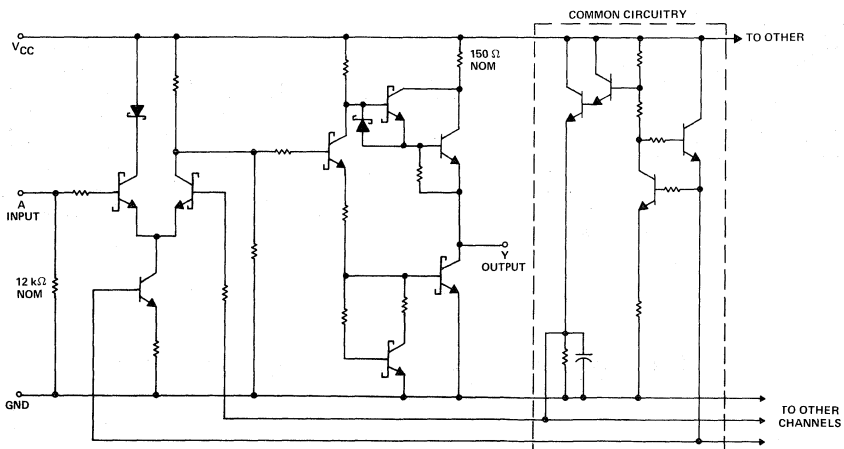 COMMON CIRCUITRY
VCC
TO OTHER
150 Ω
NOM
A
INPUT
Y
OUTPUT
12 kΩ
NOM
GND
TO OTHER
CHANNELS